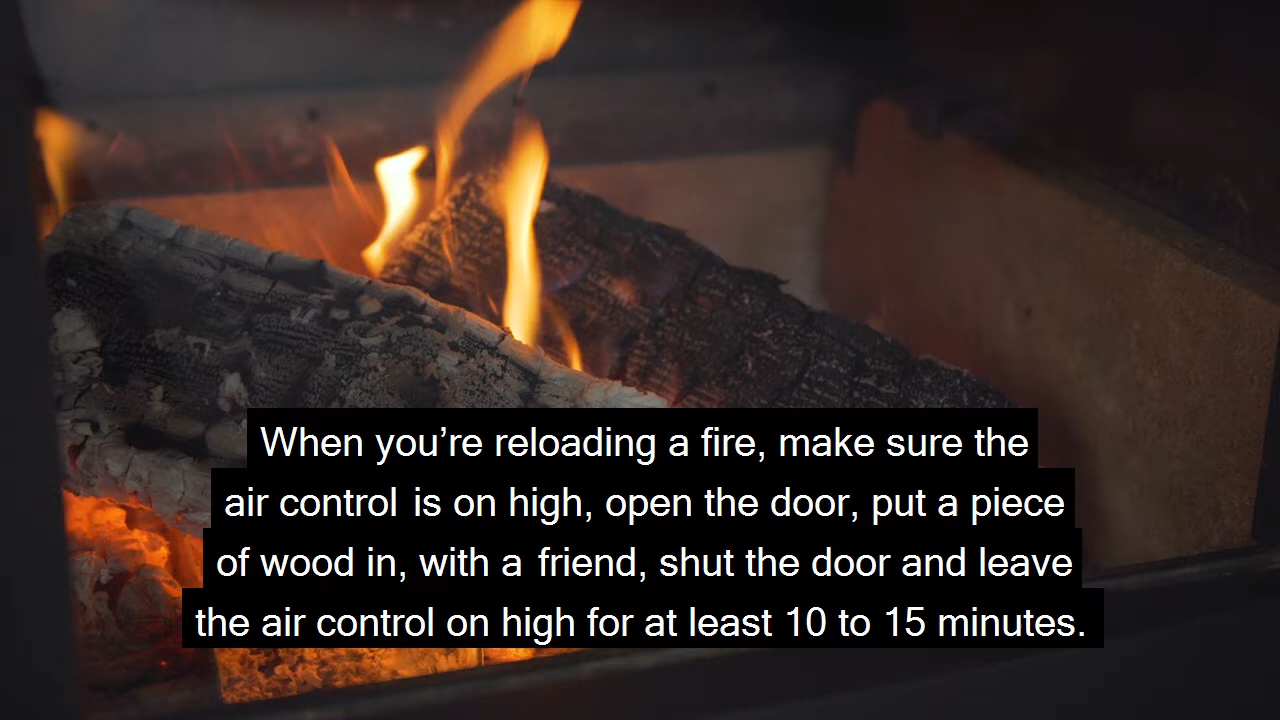 When you’re reloading a fire, make sure the
air control is on high, open the door, put a piece
of wood in, with a friend, shut the door and leave
the air control on high for at least 10 to 15 minutes.